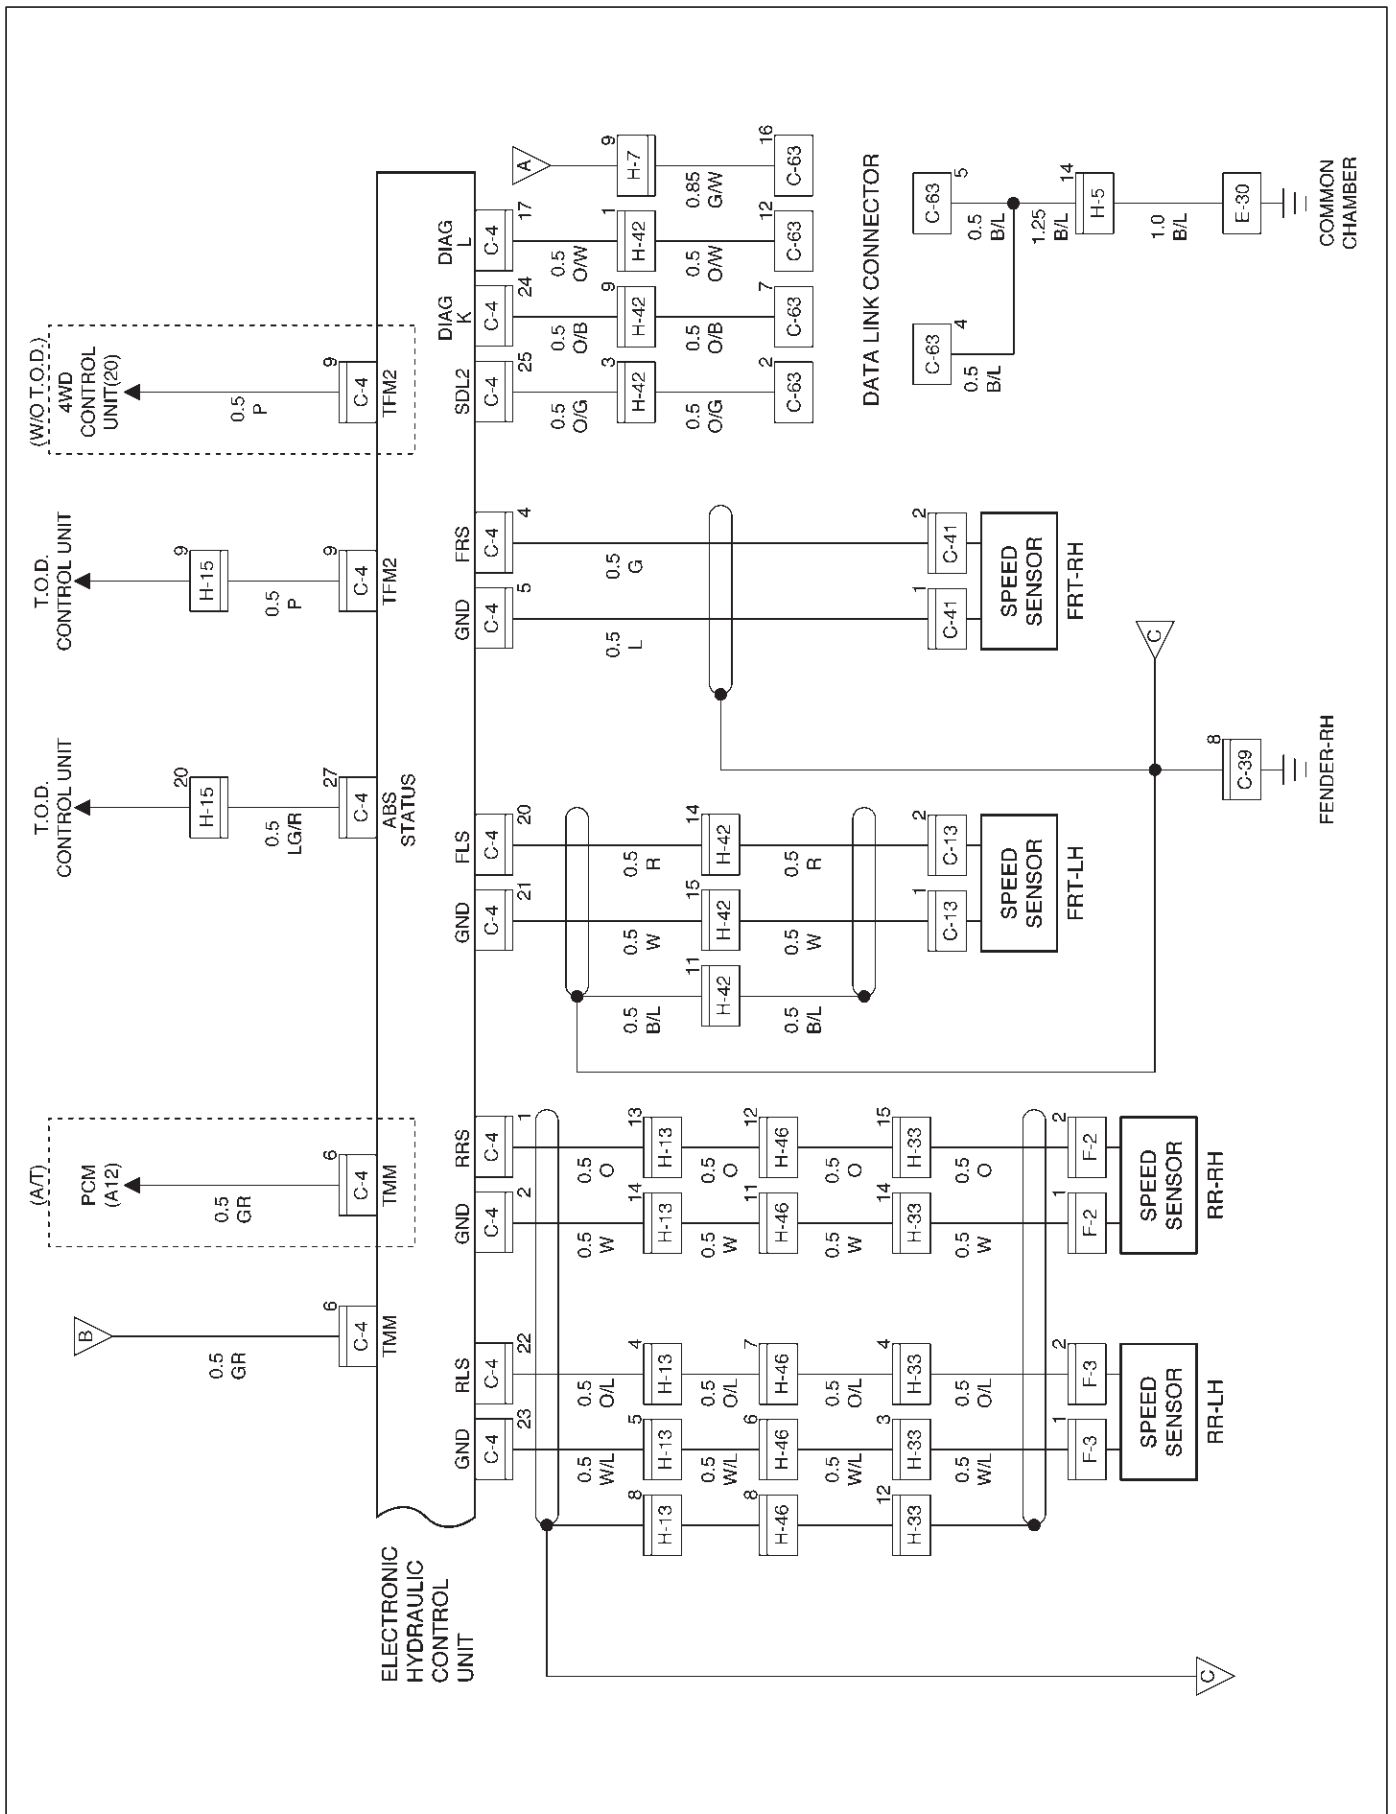 (A/T)
PCM
(A12)
0.5
GR
6
C-4
TMM
B
0.5
GR
6
C-4
TMM
T.O.D.
CONTROL UNIT
20
H-15
0.5
LG/R
27
C-4
ABS
STATUS
T.O.D.
CONTROL UNIT
9
H-15
0.5
P
9
C-4
TFM2
(W/O T.O.D.)
4WD
CONTROL
UNIT(20)
0.5
P
9
C-4
TFM2
ELECTRONIC
HYDRAULIC
CONTROL
UNIT
GND
C-4
23
RLS
C-4
22
GND
C-4
2
RRS
C-4
1
GND
C-4
21
FLS
C-4
20
GND
C-4
5
FRS
C-4
4
SDL2
C-4
25
DIAG
K
C-4
24
DIAG
L
C-4
17
A
8
H-13
8
H-46
12
H-33
0.5
W/L
5
H-13
0.5
W/L
6
H-46
0.5
W/L
3
H-33
0.5
W/L
1
F-3
0.5
O/L
4
H-13
0.5
O/L
7
H-46
0.5
O/L
4
H-33
0.5
O/L
2
F-3
SPEED
SENSOR
RR-LH
0.5
W
14
H-13
0.5
W
11
H-46
0.5
W
14
H-33
0.5
W
1
F-2
0.5
O
13
H-13
0.5
O
12
H-46
0.5
O
15
H-33
0.5
O
2
F-2
SPEED
SENSOR
RR-RH
C
0.5
B/L
11
H-42
0.5
B/L
0.5
W
15
H-42
0.5
W
1
C-13
0.5
R
14
H-42
0.5
R
2
C-13
SPEED
SENSOR
FRT-LH
0.5
L
1
C-41
0.5
G
2
C-41
SPEED
SENSOR
FRT-RH
C
8
C-39
FENDER-RH
0.5
O/G
3
H-42
0.5
O/G
2
C-63
0.5
O/B
9
H-42
0.5
O/B
7
C-63
0.5
O/W
1
H-42
0.5
O/W
12
C-63
9
H-7
0.85
G/W
16
C-63
DATA LINK CONNECTOR
C-63
4
0.5
B/L
C-63
5
0.5
B/L
1.25
B/L
14
H-5
1.0
B/L
E-30
COMMON
CHAMBER